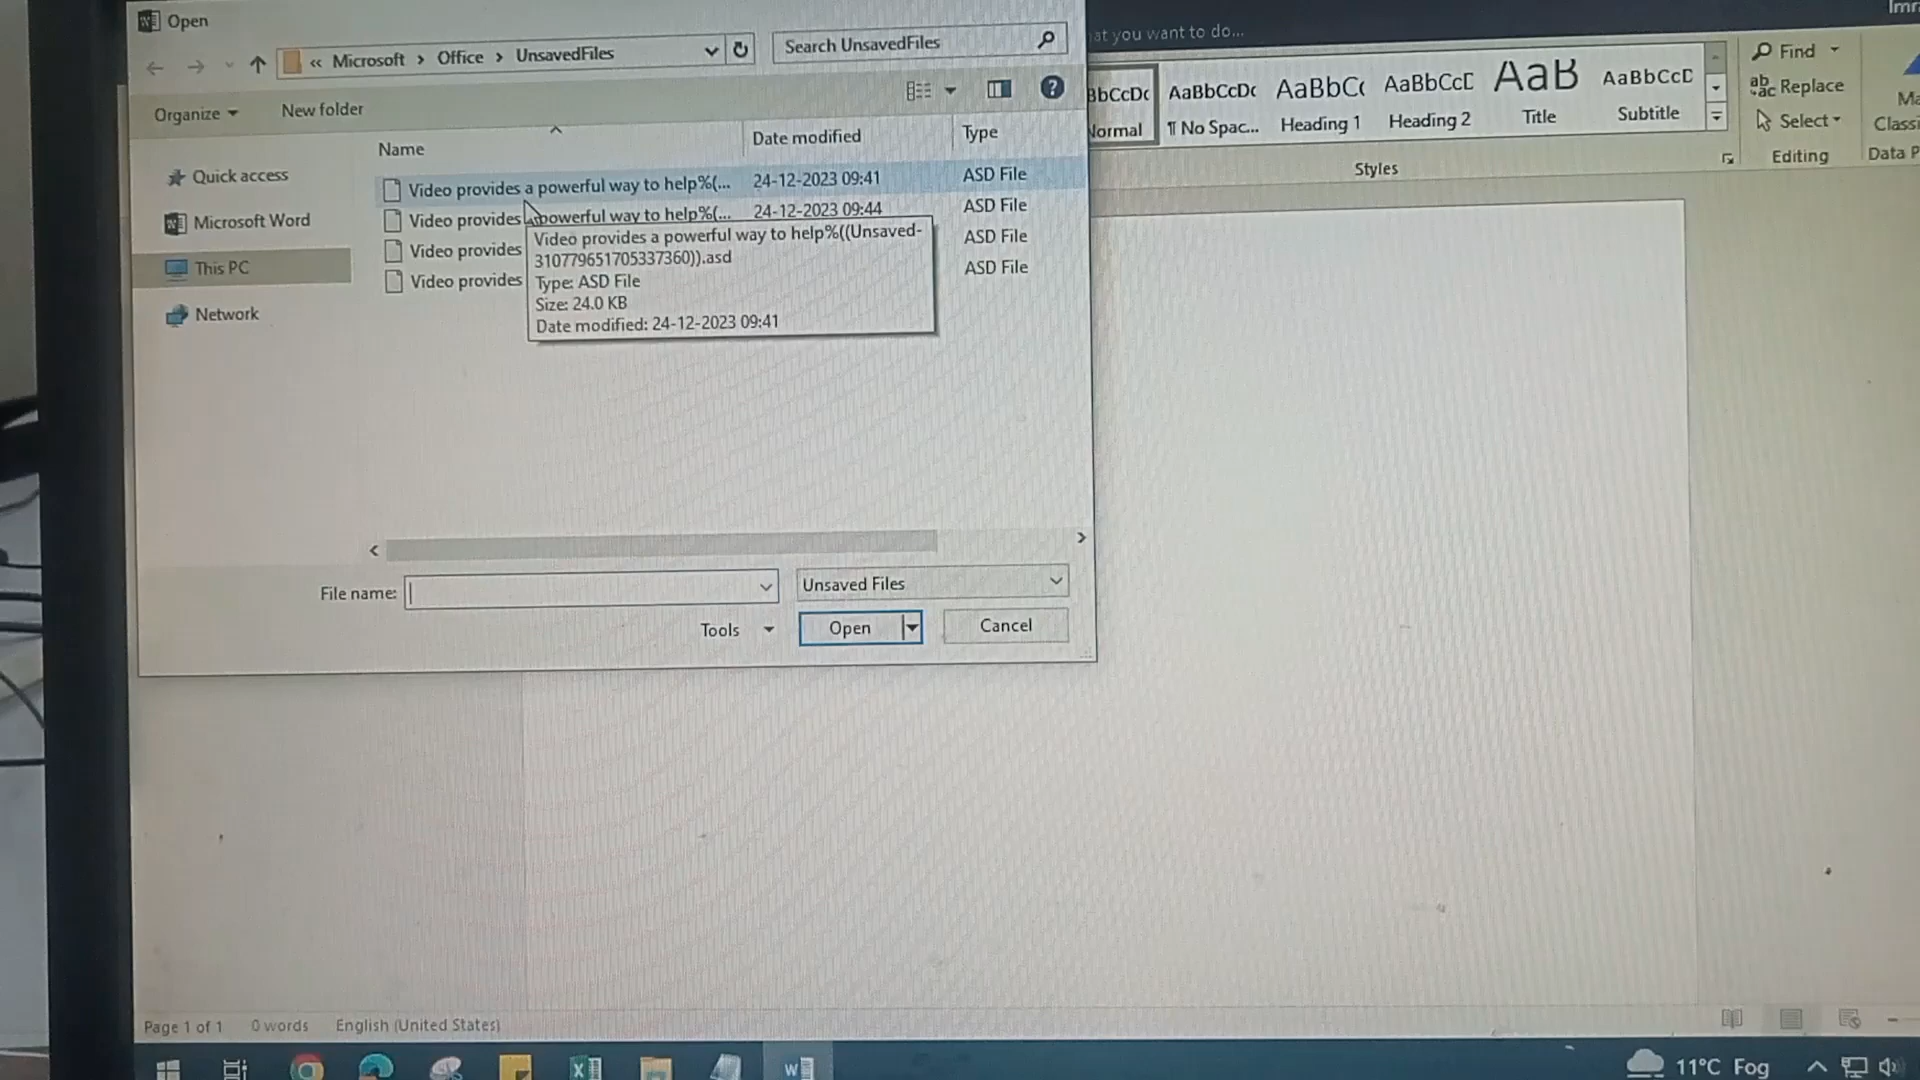 Open
Imr
at you want to do...
« Microsoft > Office > UnsavedFiles
Search UnsavedFiles
Organize
New folder
Find
Replace
Select
Editing
BbCcDc AaBbCcDc AaBbC AaBbCcD AaB AaBbCcD
Normal ¶ No Spac... Heading 1 Heading 2 Title Subtitle
Styles
Ma
Classi
Data P
Name Date modified Type
Quick access
Microsoft Word
This PC
Network
Video provides a powerful way to help%(... 24-12-2023 09:41 ASD File
Video provides a powerful way to help%(... 24-12-2023 09:44 ASD File
Video provides ASD File
Video provides ASD File
Video provides a powerful way to help%((Unsaved-
310779651705337360)).asd
Type: ASD File
Size: 24.0 KB
Date modified: 24-12-2023 09:41
File name:
Unsaved Files
Tools
Open
Cancel
Page 1 of 1 0 words English (United States)
11°C Fog